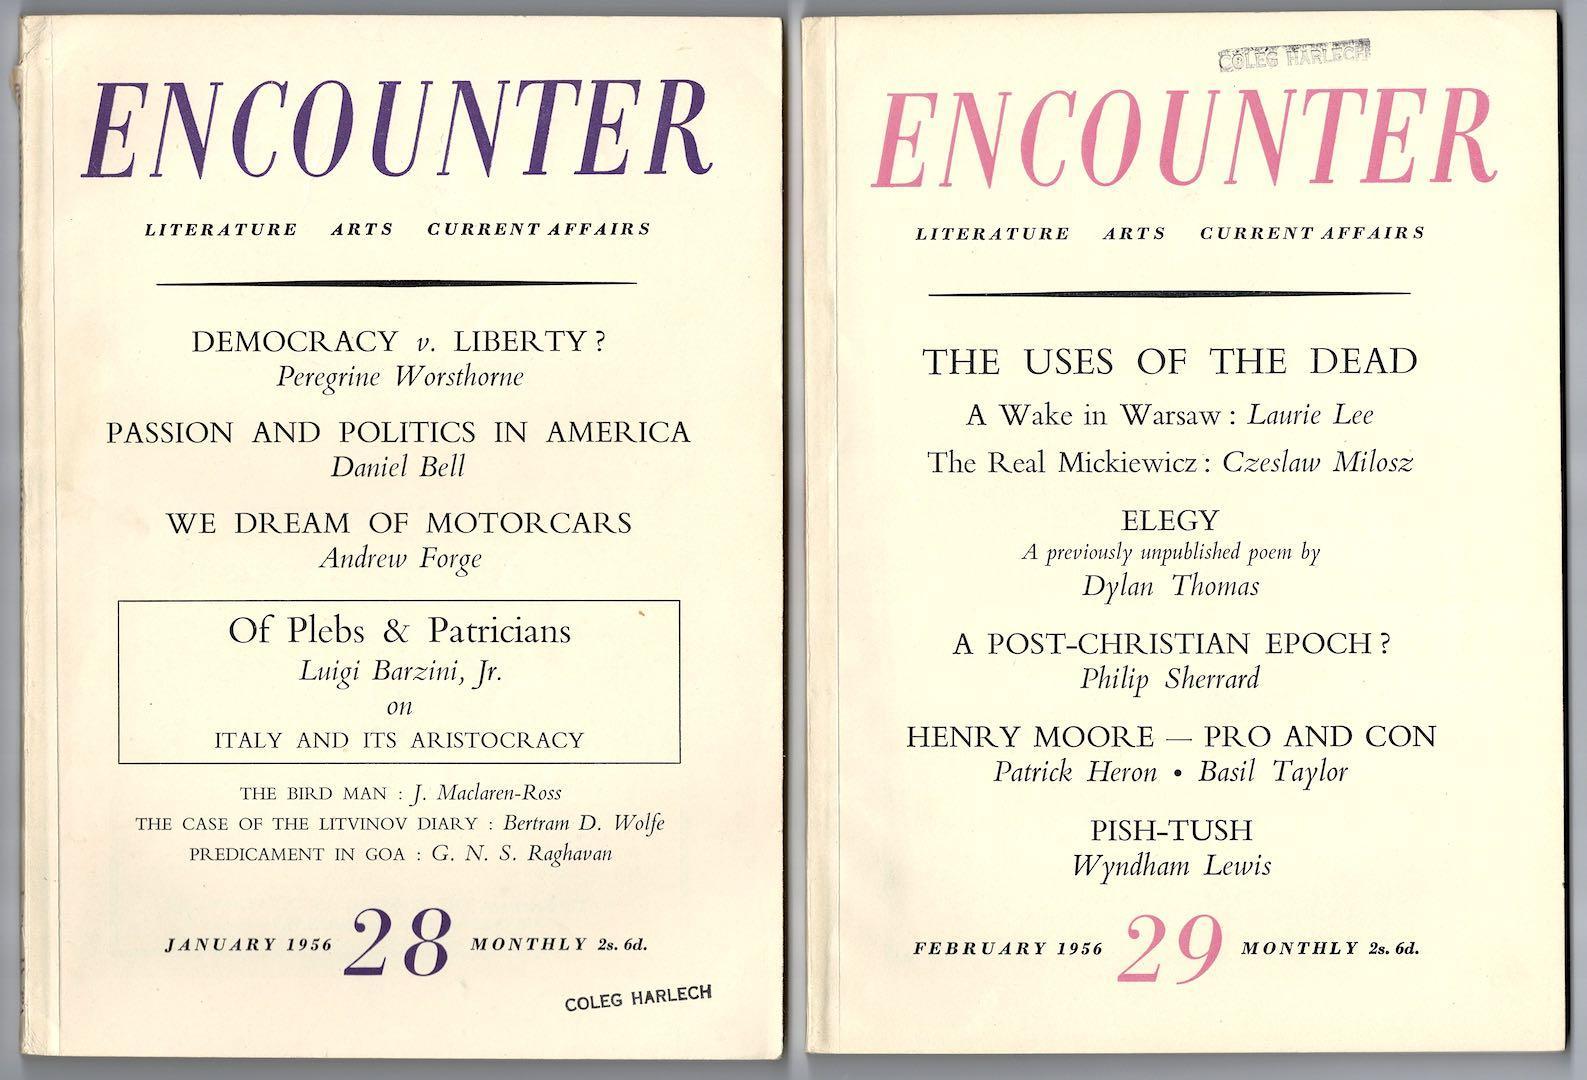 ENCOUNTER
LITERATURE ARTS CURRENT AFFAIRS
DEMOCRACY v. LIBERTY ?
Peregrine Worsthorne
PASSION AND POLITICS IN AMERICA
Daniel Bell
WE DREAM OF MOTORCARS
Andrew Forge
Of Plebs & Patricians
Luigi Barzini, Jr.
on
ITALY AND ITS ARISTOCRACY
THE BIRD MAN : J. Maclaren-Ross
THE CASE OF THE LITVINOV DIARY : Bertram D. Wolfe
PREDICAMENT IN GOA : G. N. S. Raghavan
JANUARY 1956 28 MONTHLY 2s. 6d.
COLEG HARLECH
COLEG HARLECH
ENCOUNTER
LITERATURE ARTS CURRENT AFFAIRS
THE USES OF THE DEAD
A Wake in Warsaw : Laurie Lee
The Real Mickiewicz : Czeslaw Milosz
ELEGY
A previously unpublished poem by
Dylan Thomas
A POST-CHRISTIAN EPOCH ?
Philip Sherrard
HENRY MOORE — PRO AND CON
Patrick Heron • Basil Taylor
PISH-TUSH
Wyndham Lewis
FEBRUARY 1956 29 MONTHLY 2s. 6d.